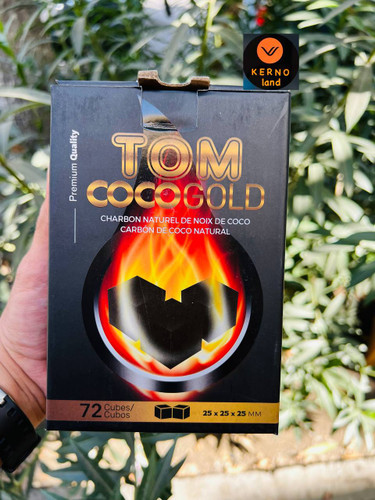 KERNO
land
Premium Quality
TOM
COCOGOLD
CHARBON NATUREL DE NOIX DE COCO
CARBÓN DE COCO NATURAL
72 Cubes/
Cubos
25 x 25 x 25 MM